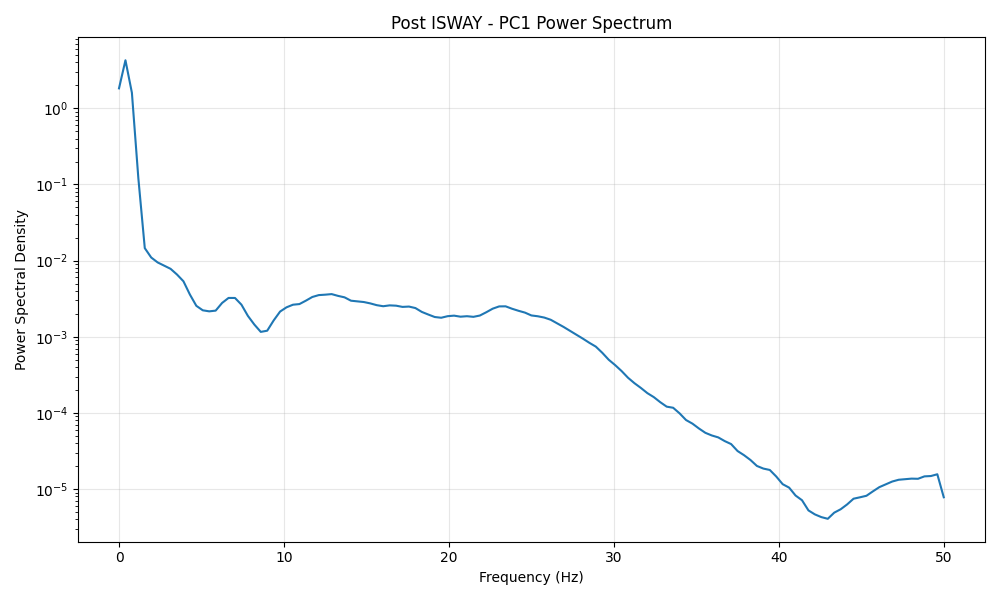 Post ISWAY - PC1 Power Spectrum
Power Spectral Density
10⁰
10⁻¹
10⁻²
10⁻³
10⁻⁴
10⁻⁵
0 10 20 30 40 50
Frequency (Hz)